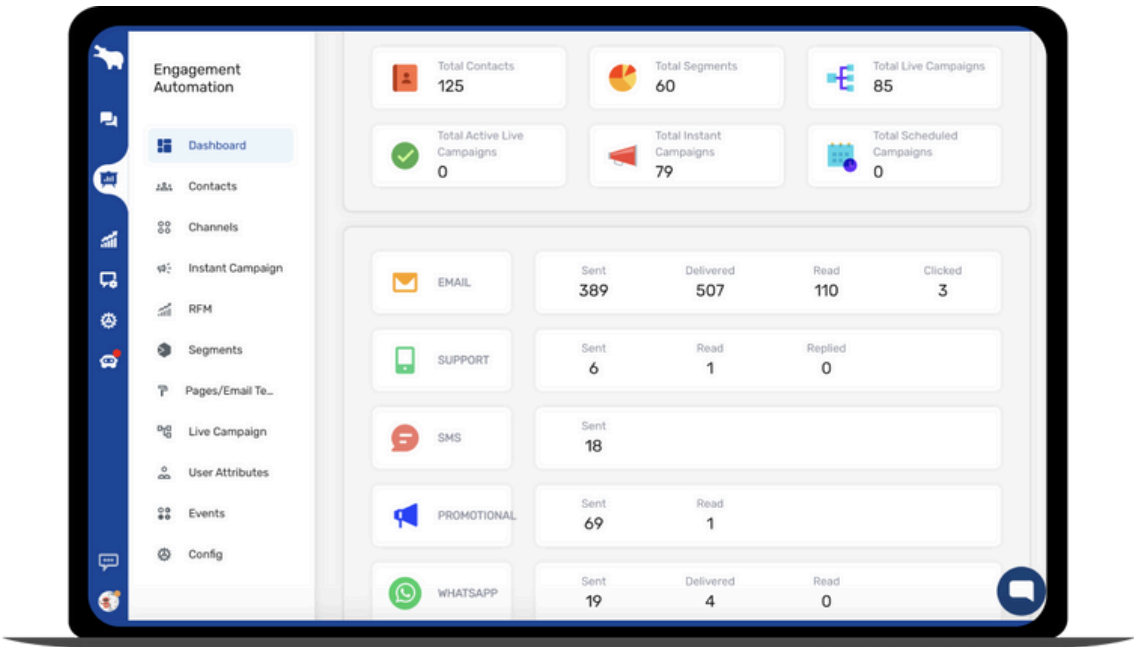 Engagement
Automation
Dashboard
Contacts
Channels
Instant Campaign
RFM
Segments
Pages/Email Te...
Live Campaign
User Attributes
Events
Config
Total Contacts
125
Total Segments
60
Total Live Campaigns
85
Total Active Live
Campaigns
0
Total Instant
Campaigns
79
Total Scheduled
Campaigns
0
EMAIL
Sent Delivered Read Clicked
389 507 110 3
SUPPORT
Sent Read Replied
6 1 0
SMS
Sent
18
PROMOTIONAL
Sent Read
69 1
WHATSAPP
Sent Delivered Read
19 4 0